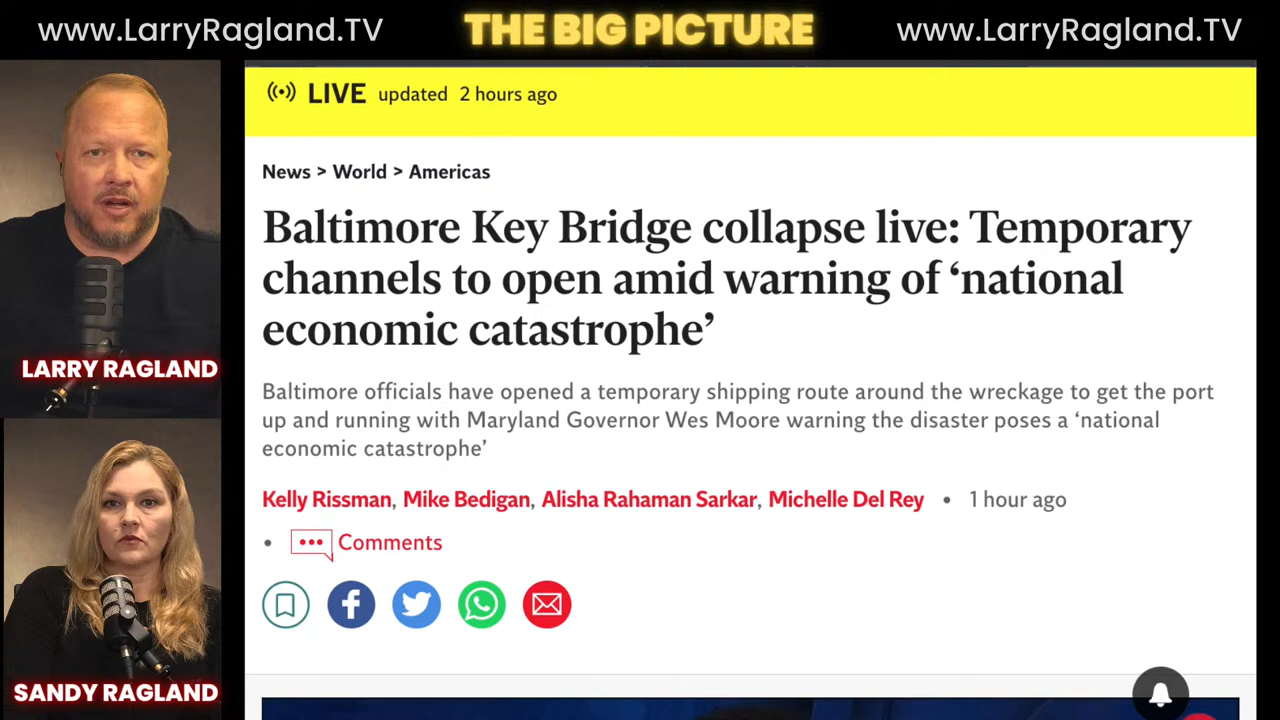 www.LarryRagland.TV
THE BIG PICTURE
www.LarryRagland.TV
LIVE updated 2 hours ago
News > World > Americas
Baltimore Key Bridge collapse live: Temporary
channels to open amid warning of ‘national
economic catastrophe’
Baltimore officials have opened a temporary shipping route around the wreckage to get the port
up and running with Maryland Governor Wes Moore warning the disaster poses a ‘national
economic catastrophe’
Kelly Rissman, Mike Bedigan, Alisha Rahaman Sarkar, Michelle Del Rey • 1 hour ago
• Comments
LARRY RAGLAND
SANDY RAGLAND